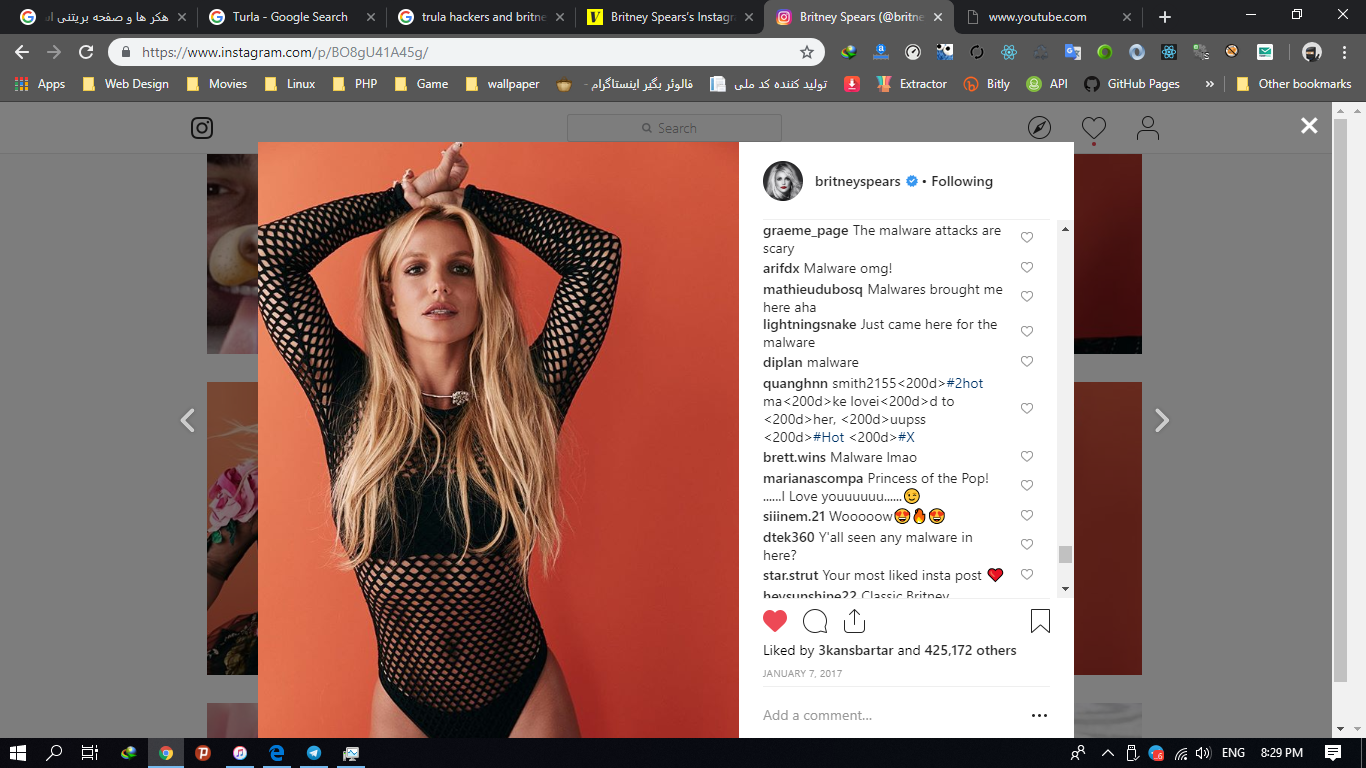 هکر ها و صفحه بریتنی ا
Turla - Google Search
trula hackers and britne
Britney Spears's Instagra
Britney Spears (@britne
www.youtube.com
https://www.instagram.com/p/BO8gU41A45g/
Apps
Web Design
Movies
Linux
PHP
Game
wallpaper
فالوئر بگیر اینستاگرام -
تولید کننده کد ملی
Extractor
Bitly
API
GitHub Pages
»
Other bookmarks
Search
britneyspears • Following
graeme_page The malware attacks are
scary
arifdx Malware omg!
mathieudubosq Malwares brought me
here aha
lightningsnake Just came here for the
malware
diplan malware
quanghnn smith2155<200d>#2hot
ma<200d>ke lovei<200d>d to
<200d>her, <200d>uupss
<200d>#Hot <200d>#X
brett.wins Malware lmao
marianascompa Princess of the Pop!
......I Love youuuuuu......😉
siiinem.21 Wooooow😍🔥😍
dtek360 Y'all seen any malware in
here?
star.strut Your most liked insta post ❤
heysunshine22 Classic Britney
Liked by 3kansbartar and 425,172 others
JANUARY 7, 2017
Add a comment...
ENG
8:29 PM